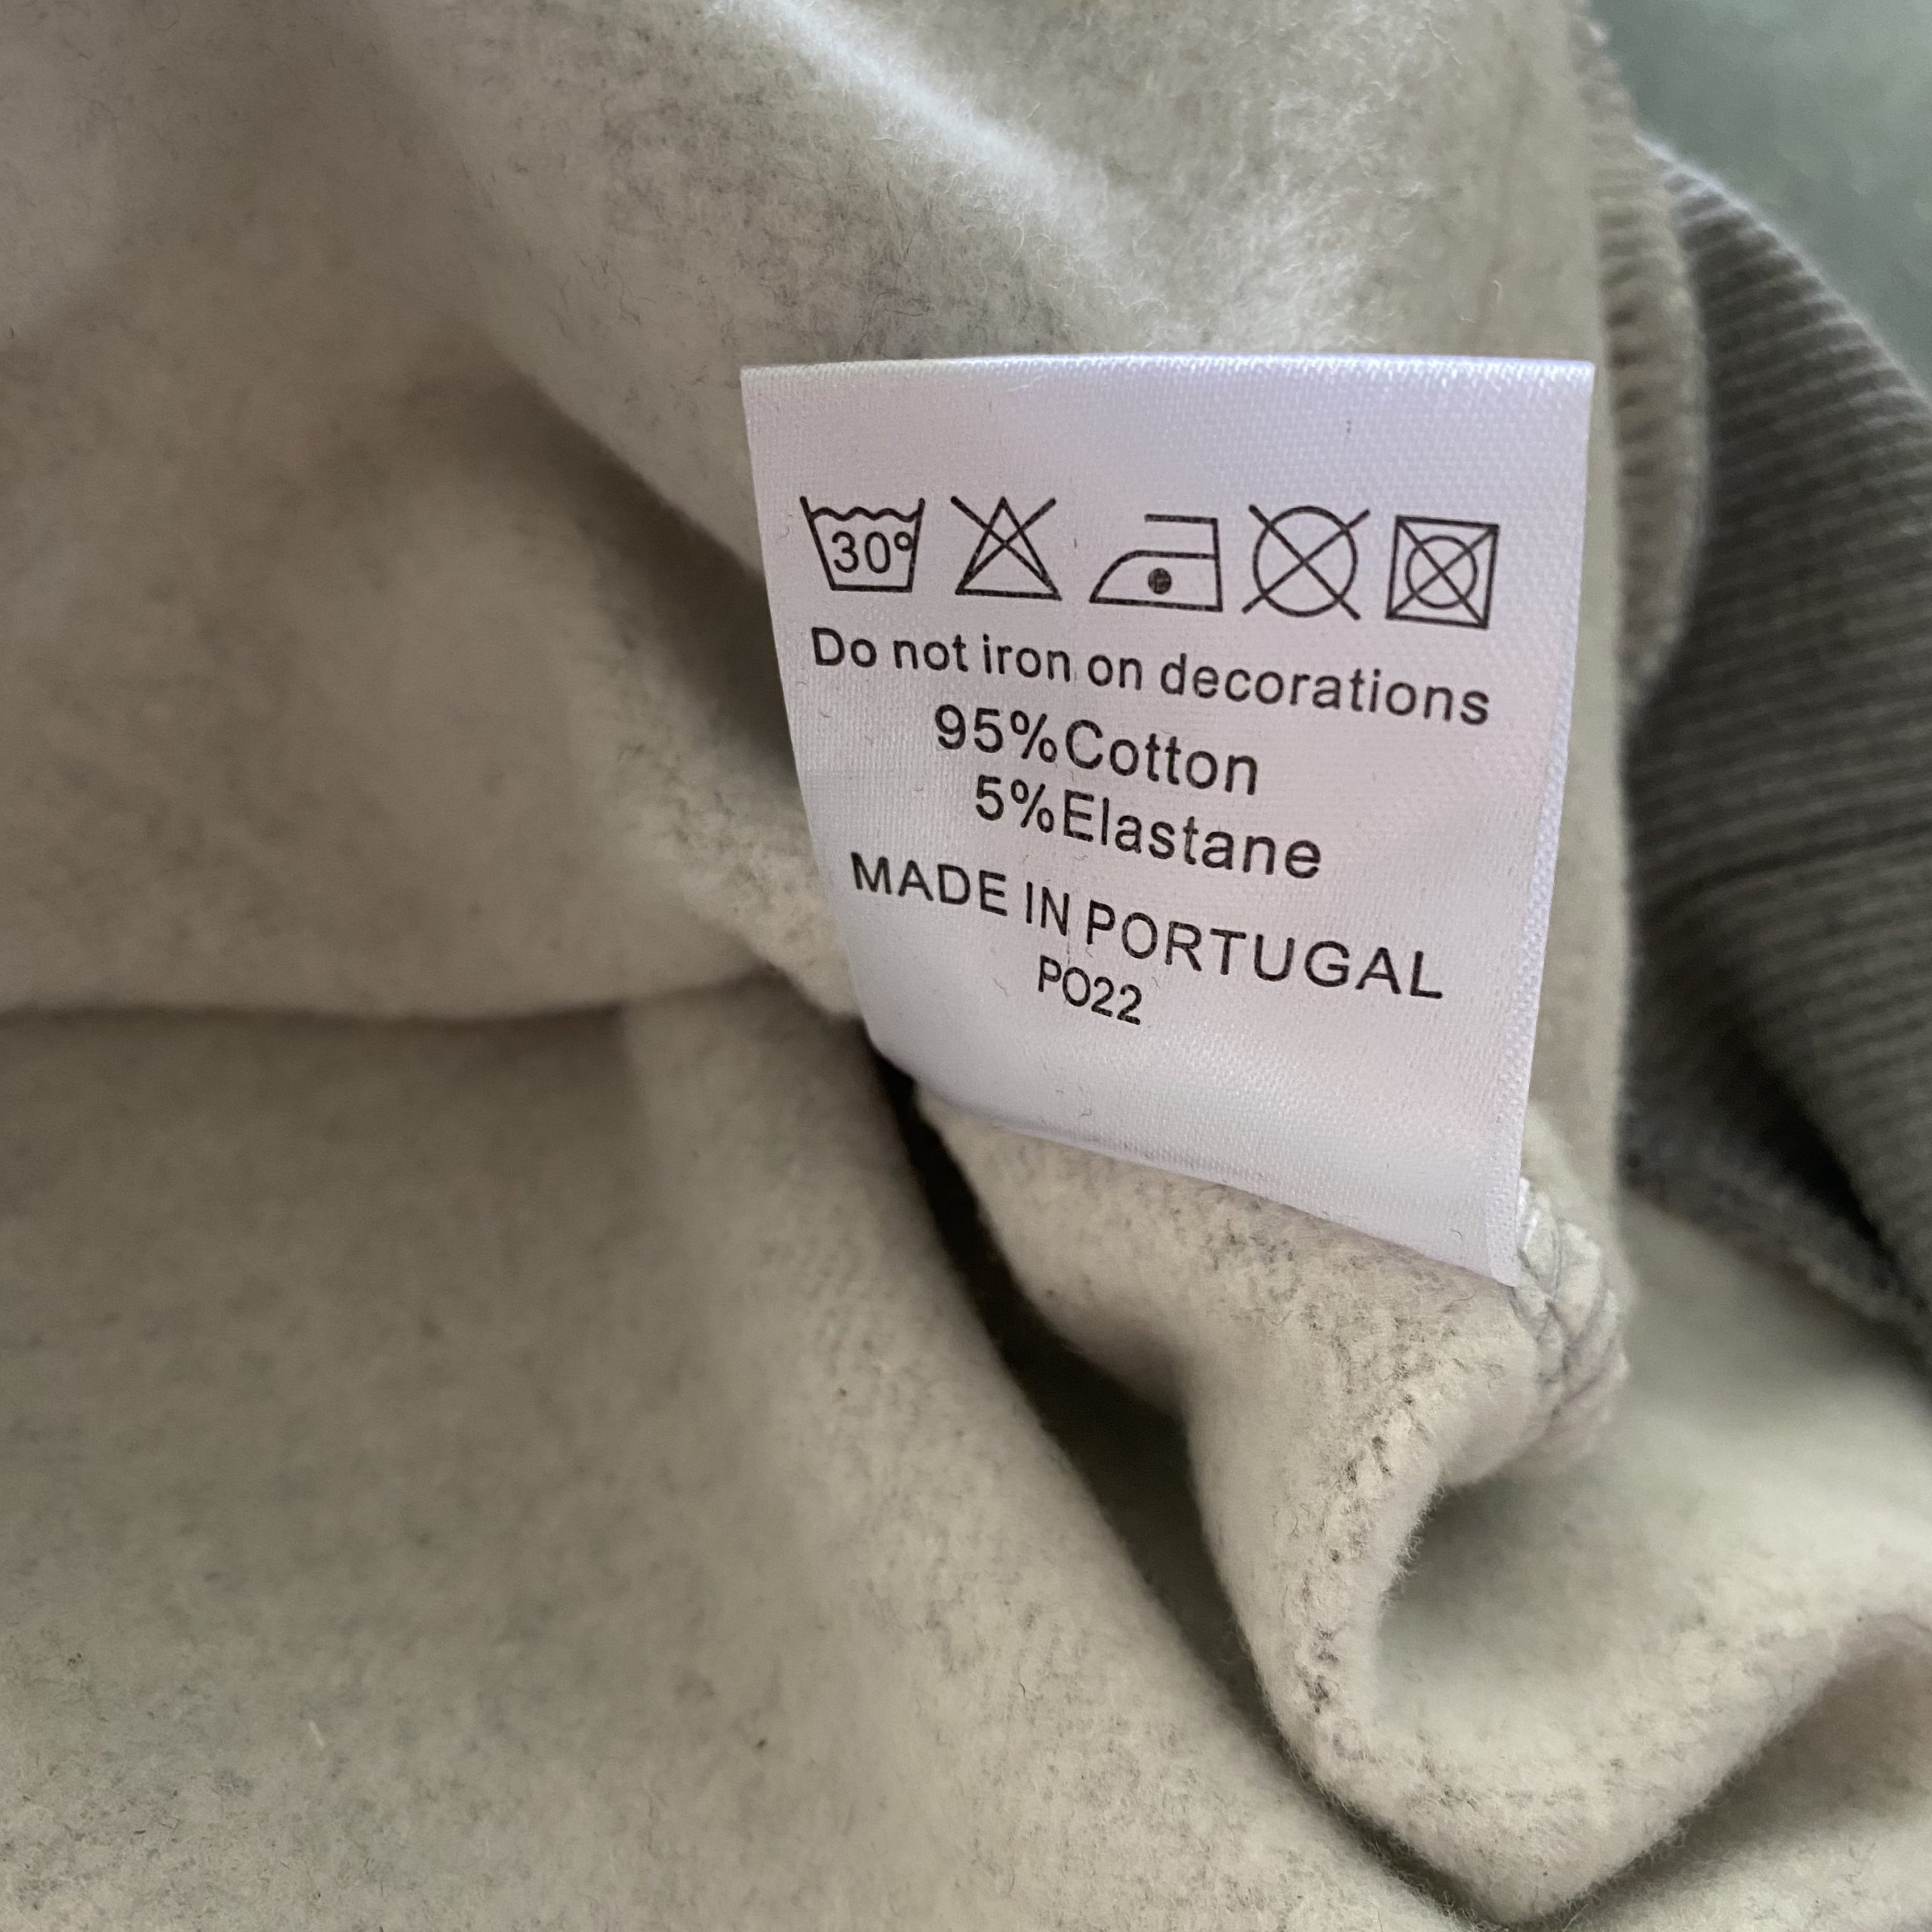 30°
Do not iron on decorations
95%Cotton
5%Elastane
MADE IN PORTUGAL
PO22